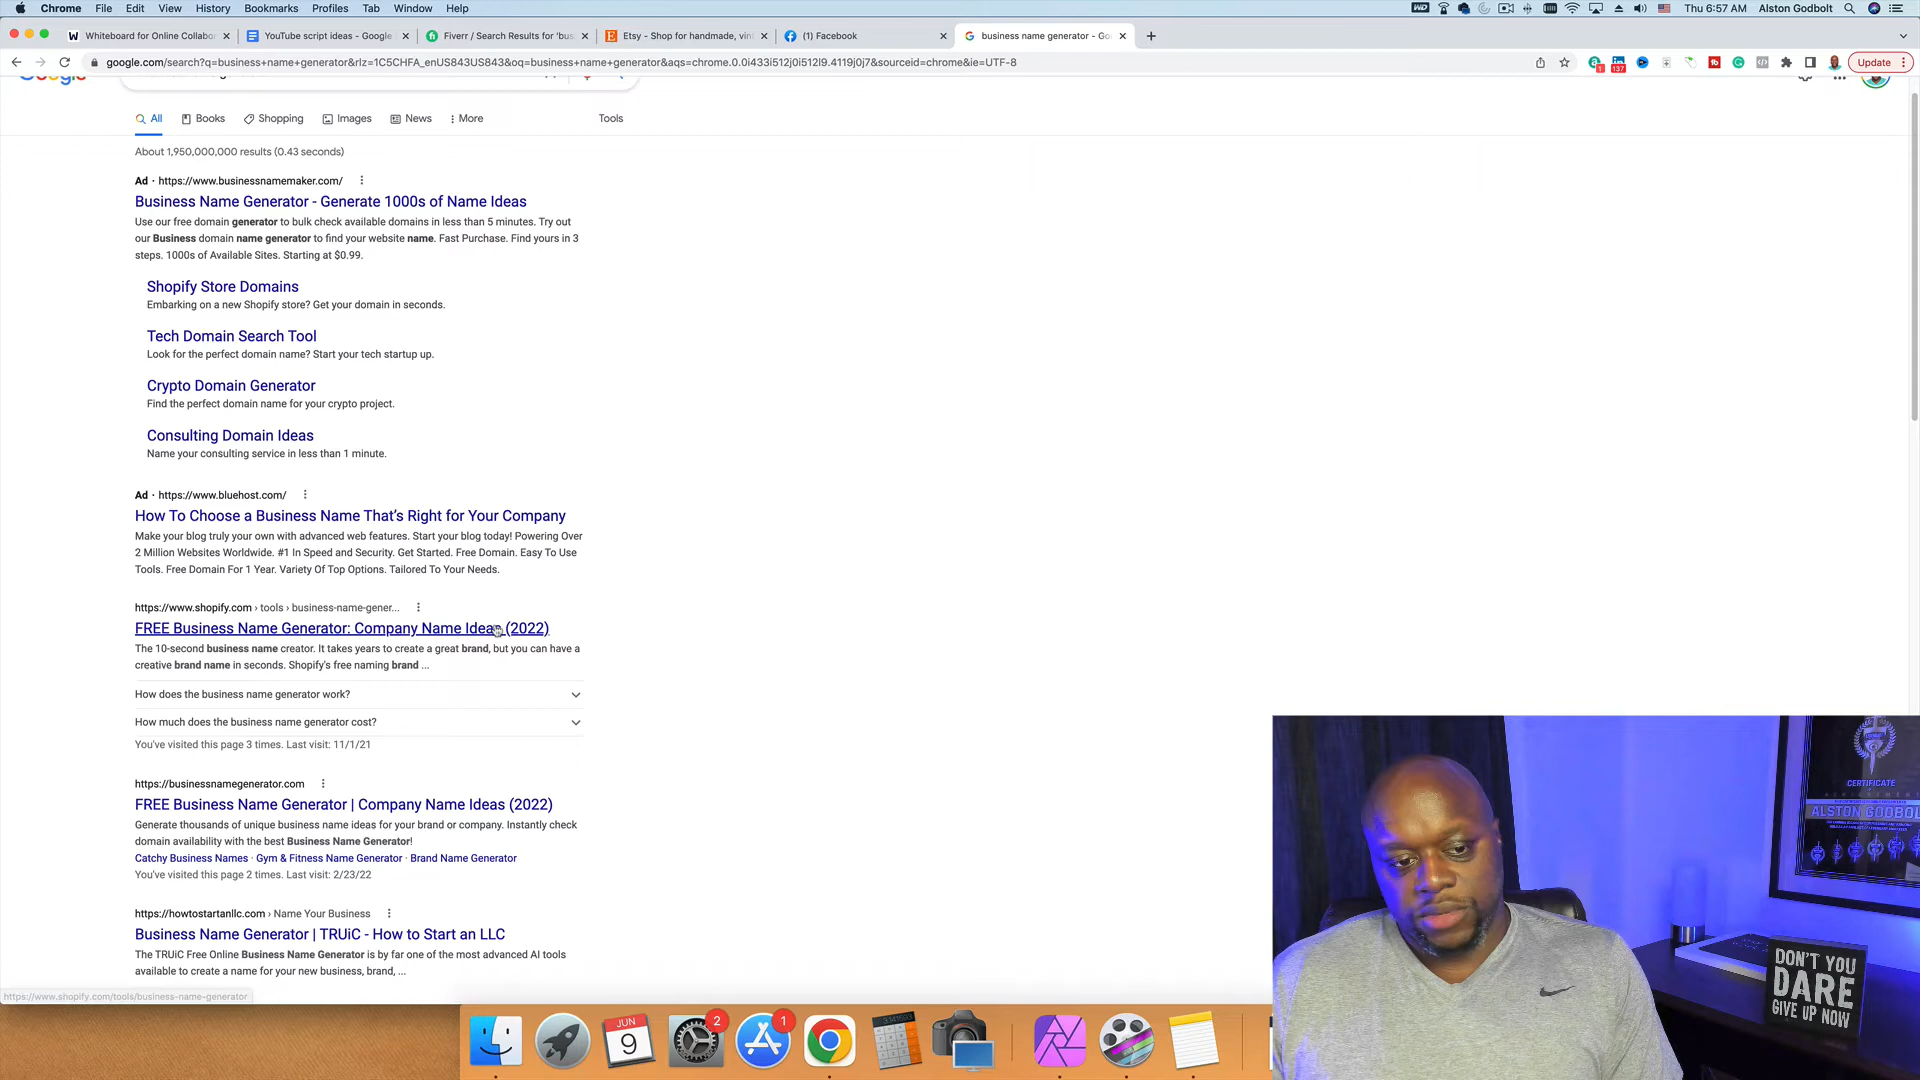 Chrome File Edit View History Bookmarks Profiles Tab Window Help
Thu 6:57 AM Alston Godbolt
Whiteboard for Online Collabor
YouTube script ideas - Google
Fiverr / Search Results for 'bus
Etsy - Shop for handmade, vin
(1) Facebook
business name generator - Go
google.com/search?q=business+name+generator&rlz=1C5CHFA_enUS843US843&oq=business+name+generator&aqs=chrome.0.0i433i512j0i512l9.4119j0j7&sourceid=chrome&ie=UTF-8
1
137
Update
All Books Shopping Images News More Tools
About 1,950,000,000 results (0.43 seconds)
Ad · https://www.businessnamemaker.com/
Business Name Generator - Generate 1000s of Name Ideas
Use our free domain generator to bulk check available domains in less than 5 minutes. Try out
our Business domain name generator to find your website name. Fast Purchase. Find yours in 3
steps. 1000s of Available Sites. Starting at $0.99.
Shopify Store Domains
Embarking on a new Shopify store? Get your domain in seconds.
Tech Domain Search Tool
Look for the perfect domain name? Start your tech startup up.
Crypto Domain Generator
Find the perfect domain name for your crypto project.
Consulting Domain Ideas
Name your consulting service in less than 1 minute.
Ad · https://www.bluehost.com/
How To Choose a Business Name That's Right for Your Company
Make your blog truly your own with advanced web features. Start your blog today! Powering Over
2 Million Websites Worldwide. #1 In Speed and Security. Get Started. Free Domain. Easy To Use
Tools. Free Domain For 1 Year. Variety Of Top Options. Tailored To Your Needs.
https://www.shopify.com › tools › business-name-gener...
FREE Business Name Generator: Company Name Ideas (2022)
The 10-second business name creator. It takes years to create a great brand, but you can have a
creative brand name in seconds. Shopify's free naming brand ...
How does the business name generator work?
How much does the business name generator cost?
You've visited this page 3 times. Last visit: 11/1/21
https://businessnamegenerator.com
FREE Business Name Generator | Company Name Ideas (2022)
Generate thousands of unique business name ideas for your brand or company. Instantly check
domain availability with the best Business Name Generator!
Catchy Business Names · Gym & Fitness Name Generator · Brand Name Generator
You've visited this page 2 times. Last visit: 2/23/22
https://howtostartanllc.com › Name Your Business
Business Name Generator | TRUiC - How to Start an LLC
The TRUiC Free Online Business Name Generator is by far one of the most advanced AI tools
available to create a name for your new business, brand, ...
https://www.shopify.com/tools/business-name-generator
JUN
9
2
1
CERTIFICATE
ALSTON GODBOL
DON'T YOU
DARE
GIVE UP NOW